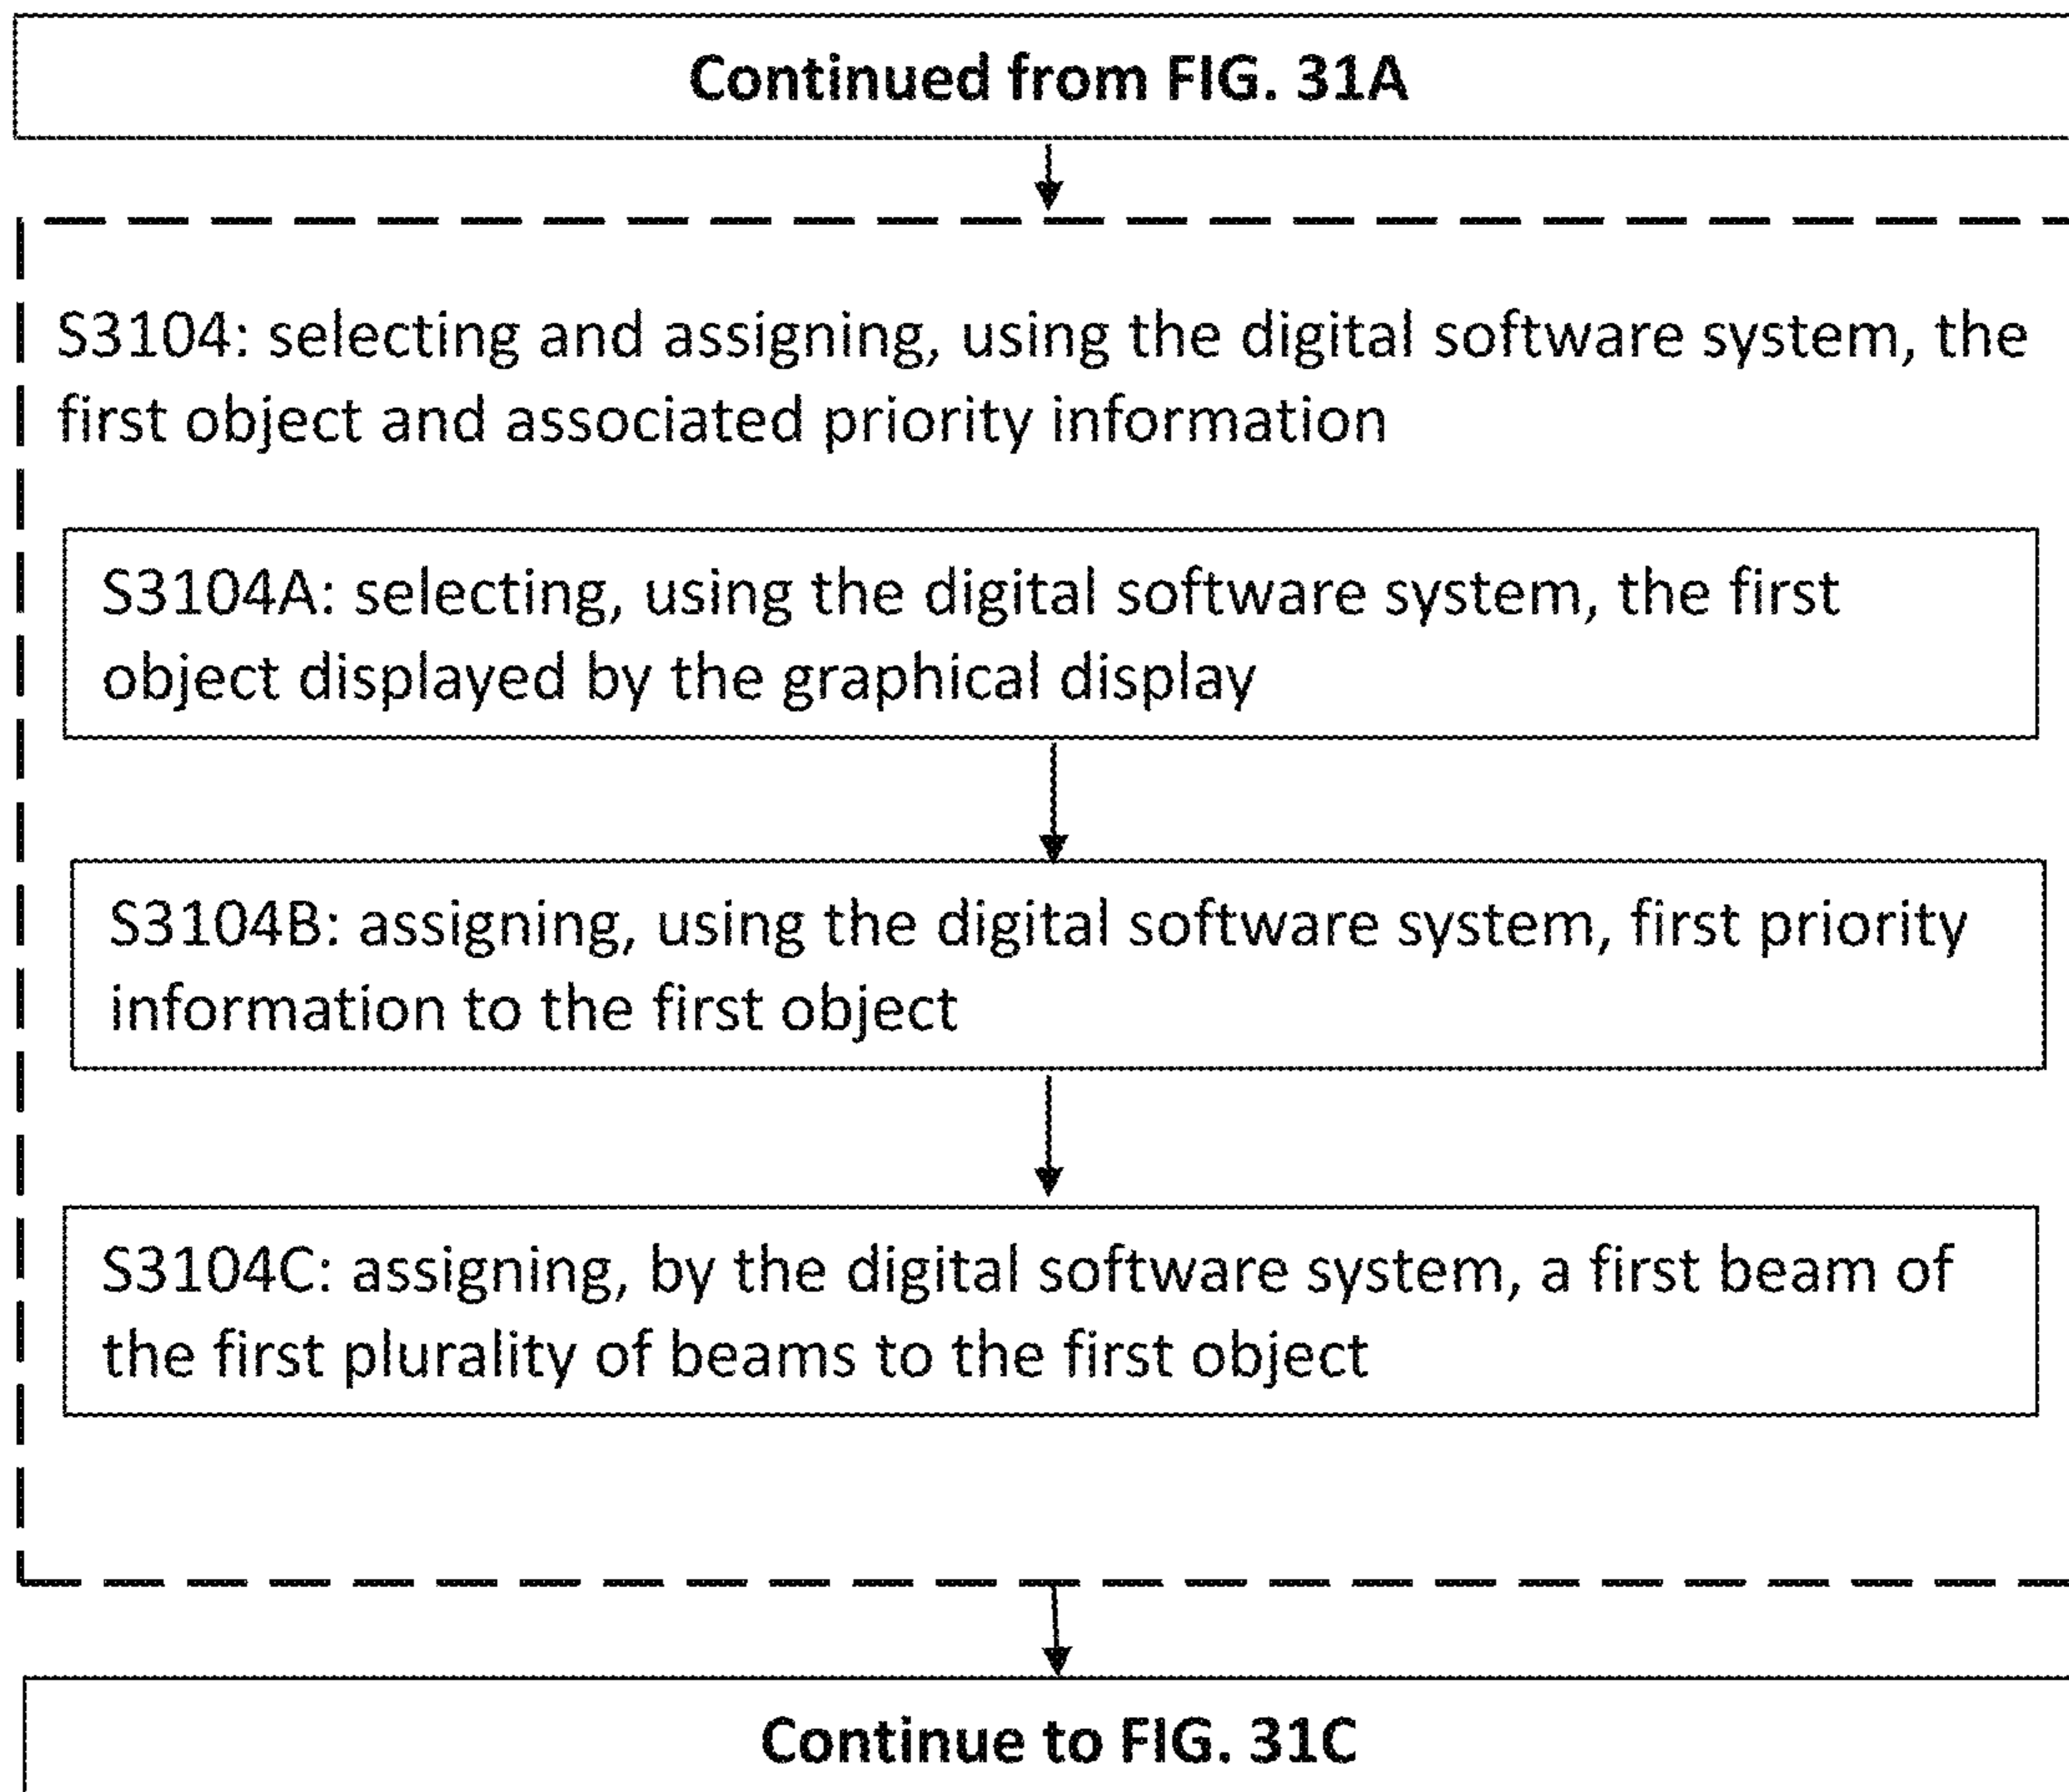 Continued from FIG. 31A
S3104: selecting and assigning, using the digital software system, the
first object and associated priority information
S3104A: selecting, using the digital software system, the first
object displayed by the graphical display
S3104B: assigning, using the digital software system, first priority
information to the first object
S3104C: assigning, by the digital software system, a first beam of
the first plurality of beams to the first object
Continue to FIG. 31C